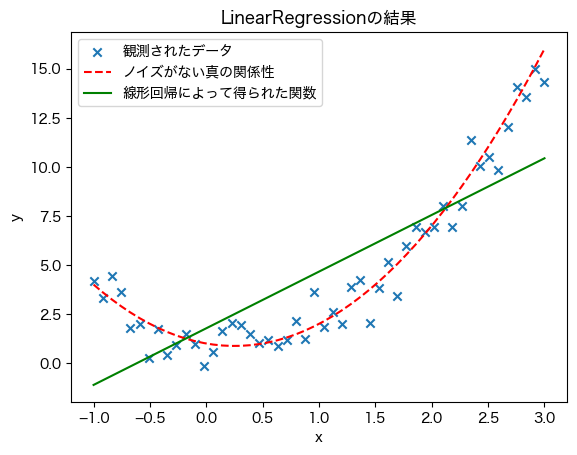 LinearRegressionの結果
観測されたデータ
ノイズがない真の関係性
線形回帰によって得られた関数
y
15.0
12.5
10.0
7.5
5.0
2.5
0.0
−1.0 −0.5 0.0 0.5 1.0 1.5 2.0 2.5 3.0
x